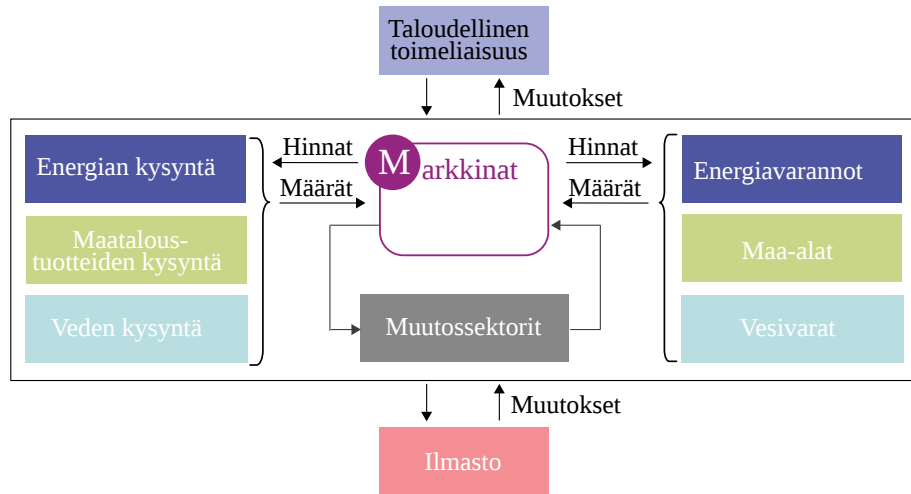 Taloudellinen
toimeliaisuus
Muutokset
Energian kysyntä
Maatalous-
tuotteiden kysyntä
Veden kysyntä
Hinnat
Määrät
Markkinat
Muutossektorit
Hinnat
Määrät
Energiavarannot
Maa-alat
Vesivarat
Muutokset
Ilmasto